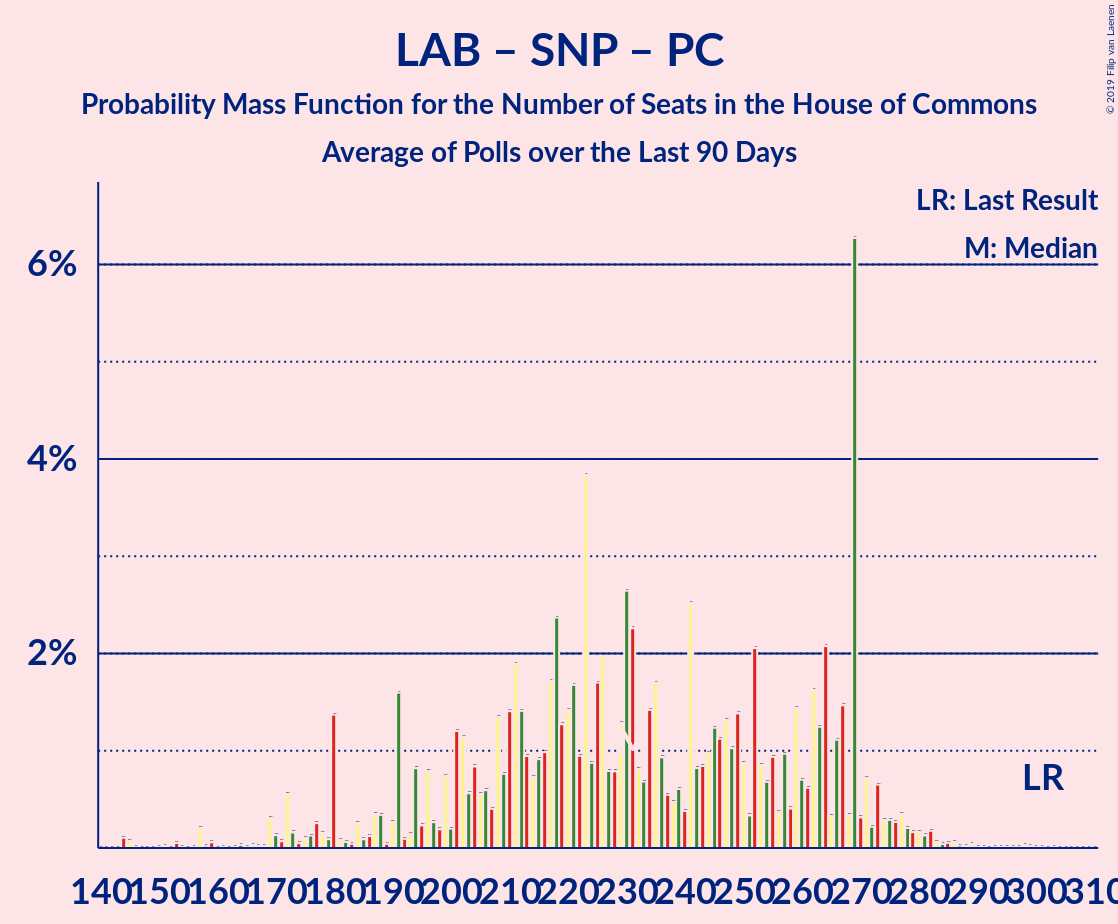 LAB – SNP – PC
Probability Mass Function for the Number of Seats in the House of Commons
Average of Polls over the Last 90 Days
© 2019 Filip van Laenen
LR: Last Result
M: Median
6%
4%
2%
LR
140 150 160 170 180 190 200 210 220 230 240 250 260 270 280 290 300 310